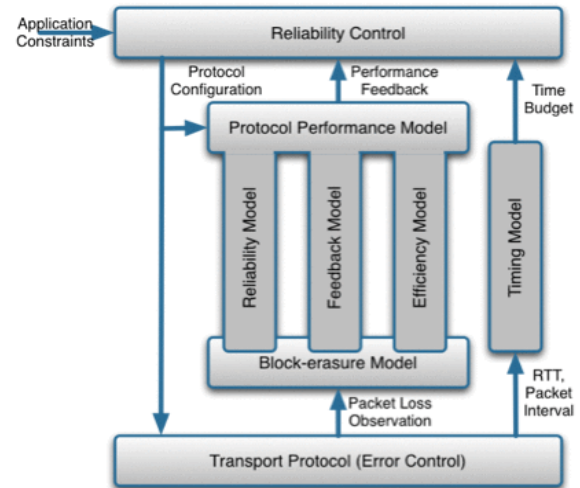 Application
Constraints
Reliability Control
Protocol
Configuration
Performance
Feedback
Time
Budget
Protocol Performance Model
Reliability Model
Feedback Model
Efficiency Model
Timing Model
Block-erasure Model
Packet Loss
Observation
RTT,
Packet
Interval
Transport Protocol (Error Control)